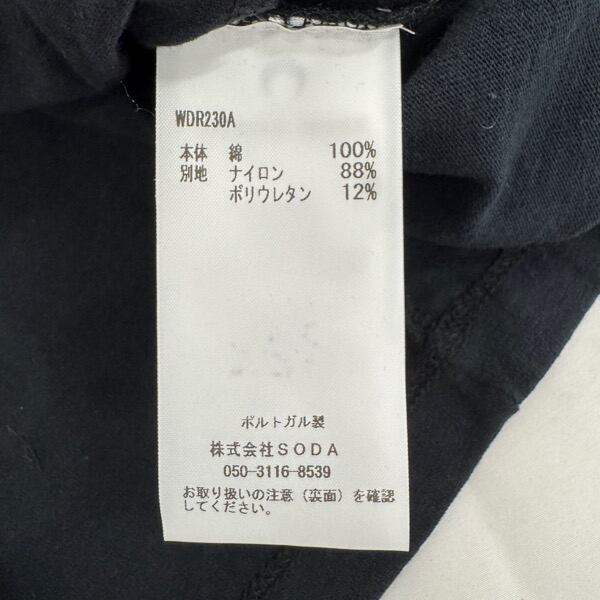 WDR230A
本体 綿 100%
別地 ナイロン 88%
ポリウレタン 12%
ポルトガル製
株式会社SODA
050-3116-8539
お取り扱いの注意（裏面）を確認
してください。